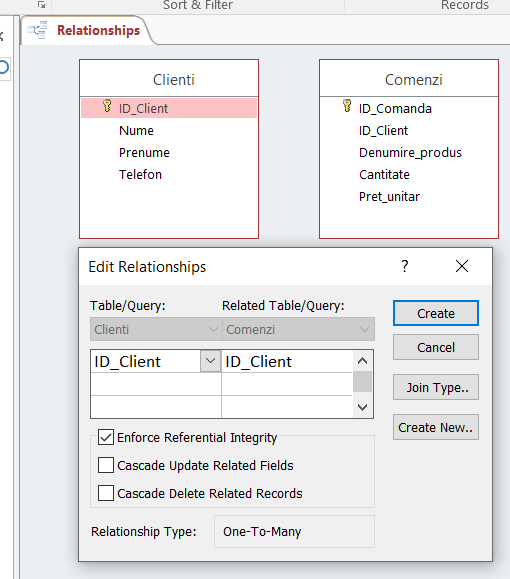 Sort & Filter
Records
Relationships
Clienti
ID_Client
Nume
Prenume
Telefon
Comenzi
ID_Comanda
ID_Client
Denumire_produs
Cantitate
Pret_unitar
Edit Relationships
?
Table/Query:
Related Table/Query:
Clienti
Comenzi
ID_Client
ID_Client
Enforce Referential Integrity
Cascade Update Related Fields
Cascade Delete Related Records
Relationship Type:
One-To-Many
Create
Cancel
Join Type..
Create New..